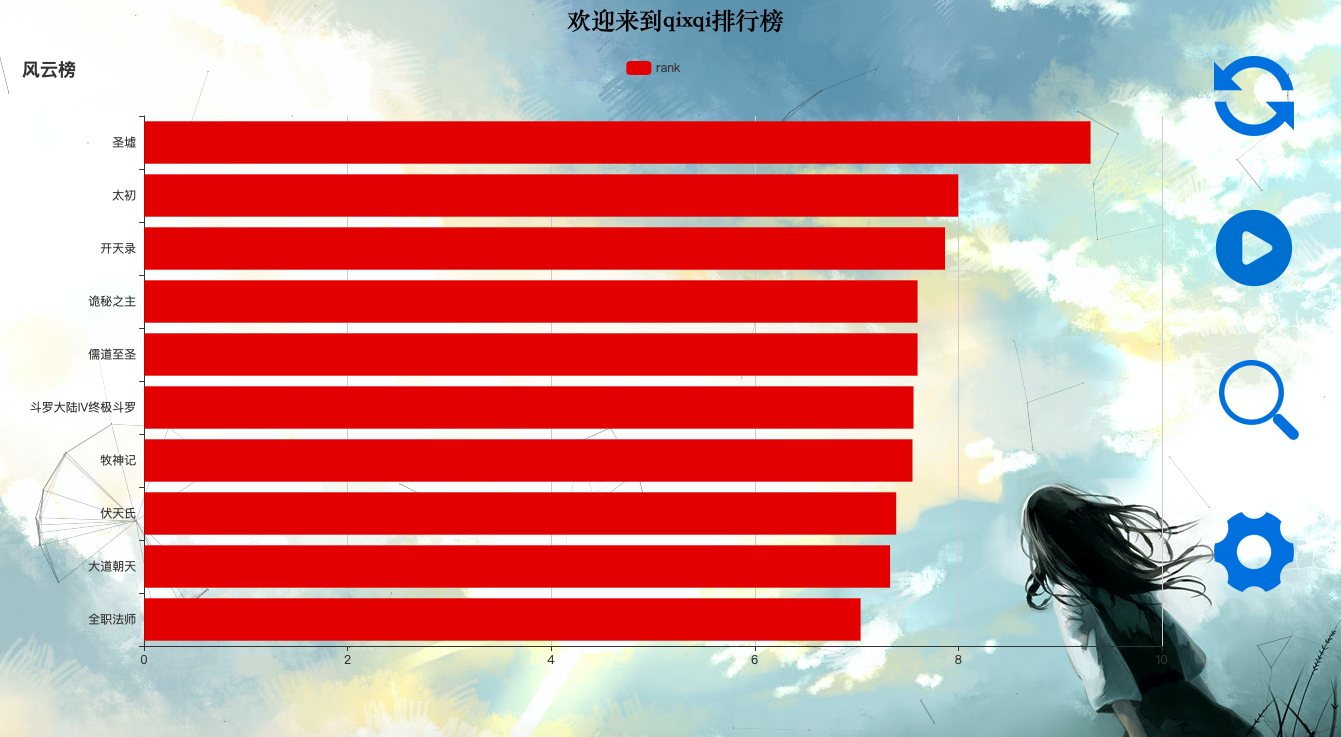 欢迎来到qixqi排行榜
风云榜
rank
圣墟
太初
开天录
诡秘之主
儒道至圣
斗罗大陆IV终极斗罗
牧神记
伏天氏
大道朝天
全职法师
0 2 4 6 8 10